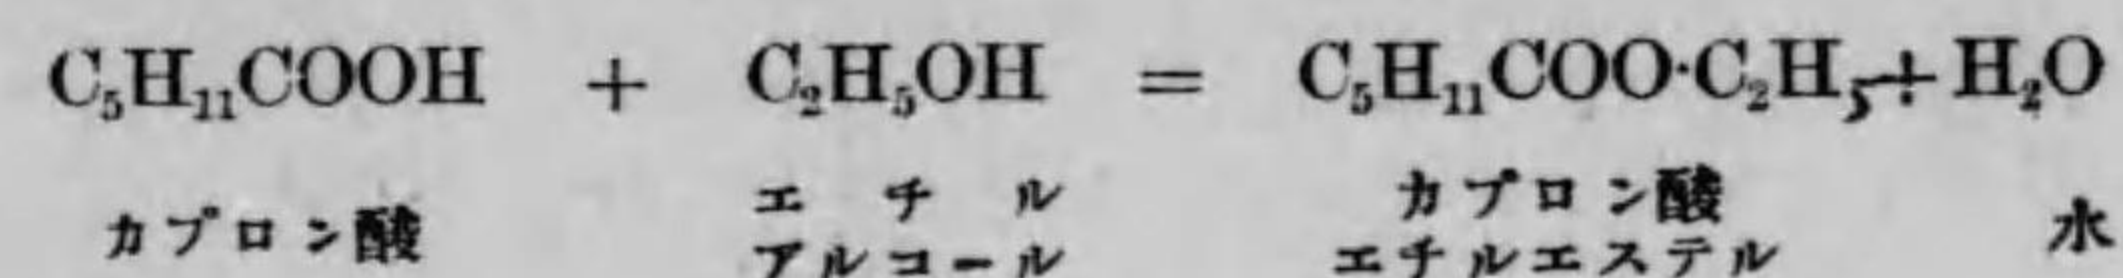 C₅H₁₁COOH + C₂H₅OH = C₅H₁₁COO·C₂H₅+H₂O
カプロン酸 エチル カプロン酸 水
アルコール エチルエステル